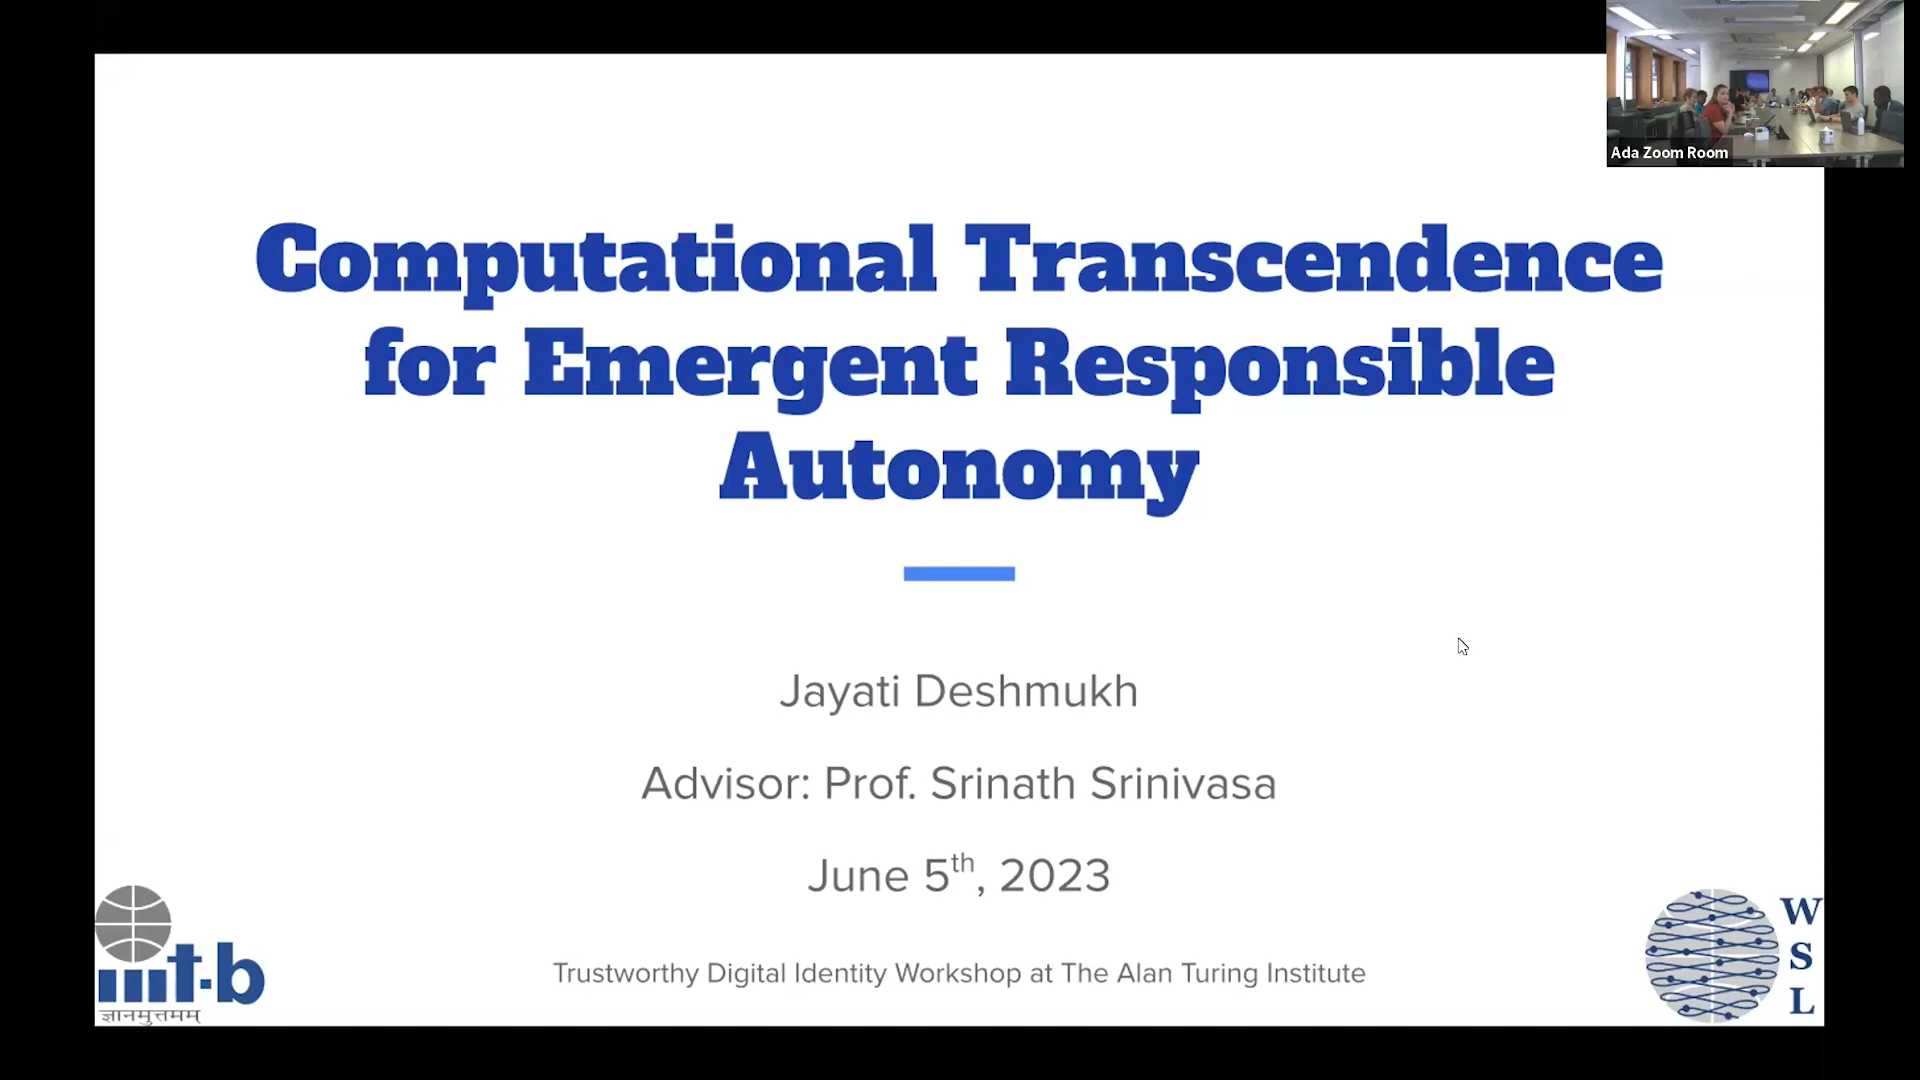 Ada Zoom Room
Computational Transcendence
for Emergent Responsible
Autonomy
Jayati Deshmukh
Advisor: Prof. Srinath Srinivasa
June 5th, 2023
Trustworthy Digital Identity Workshop at The Alan Turing Institute
iiit-b
ज्ञानमुत्तमम्
W
S
L